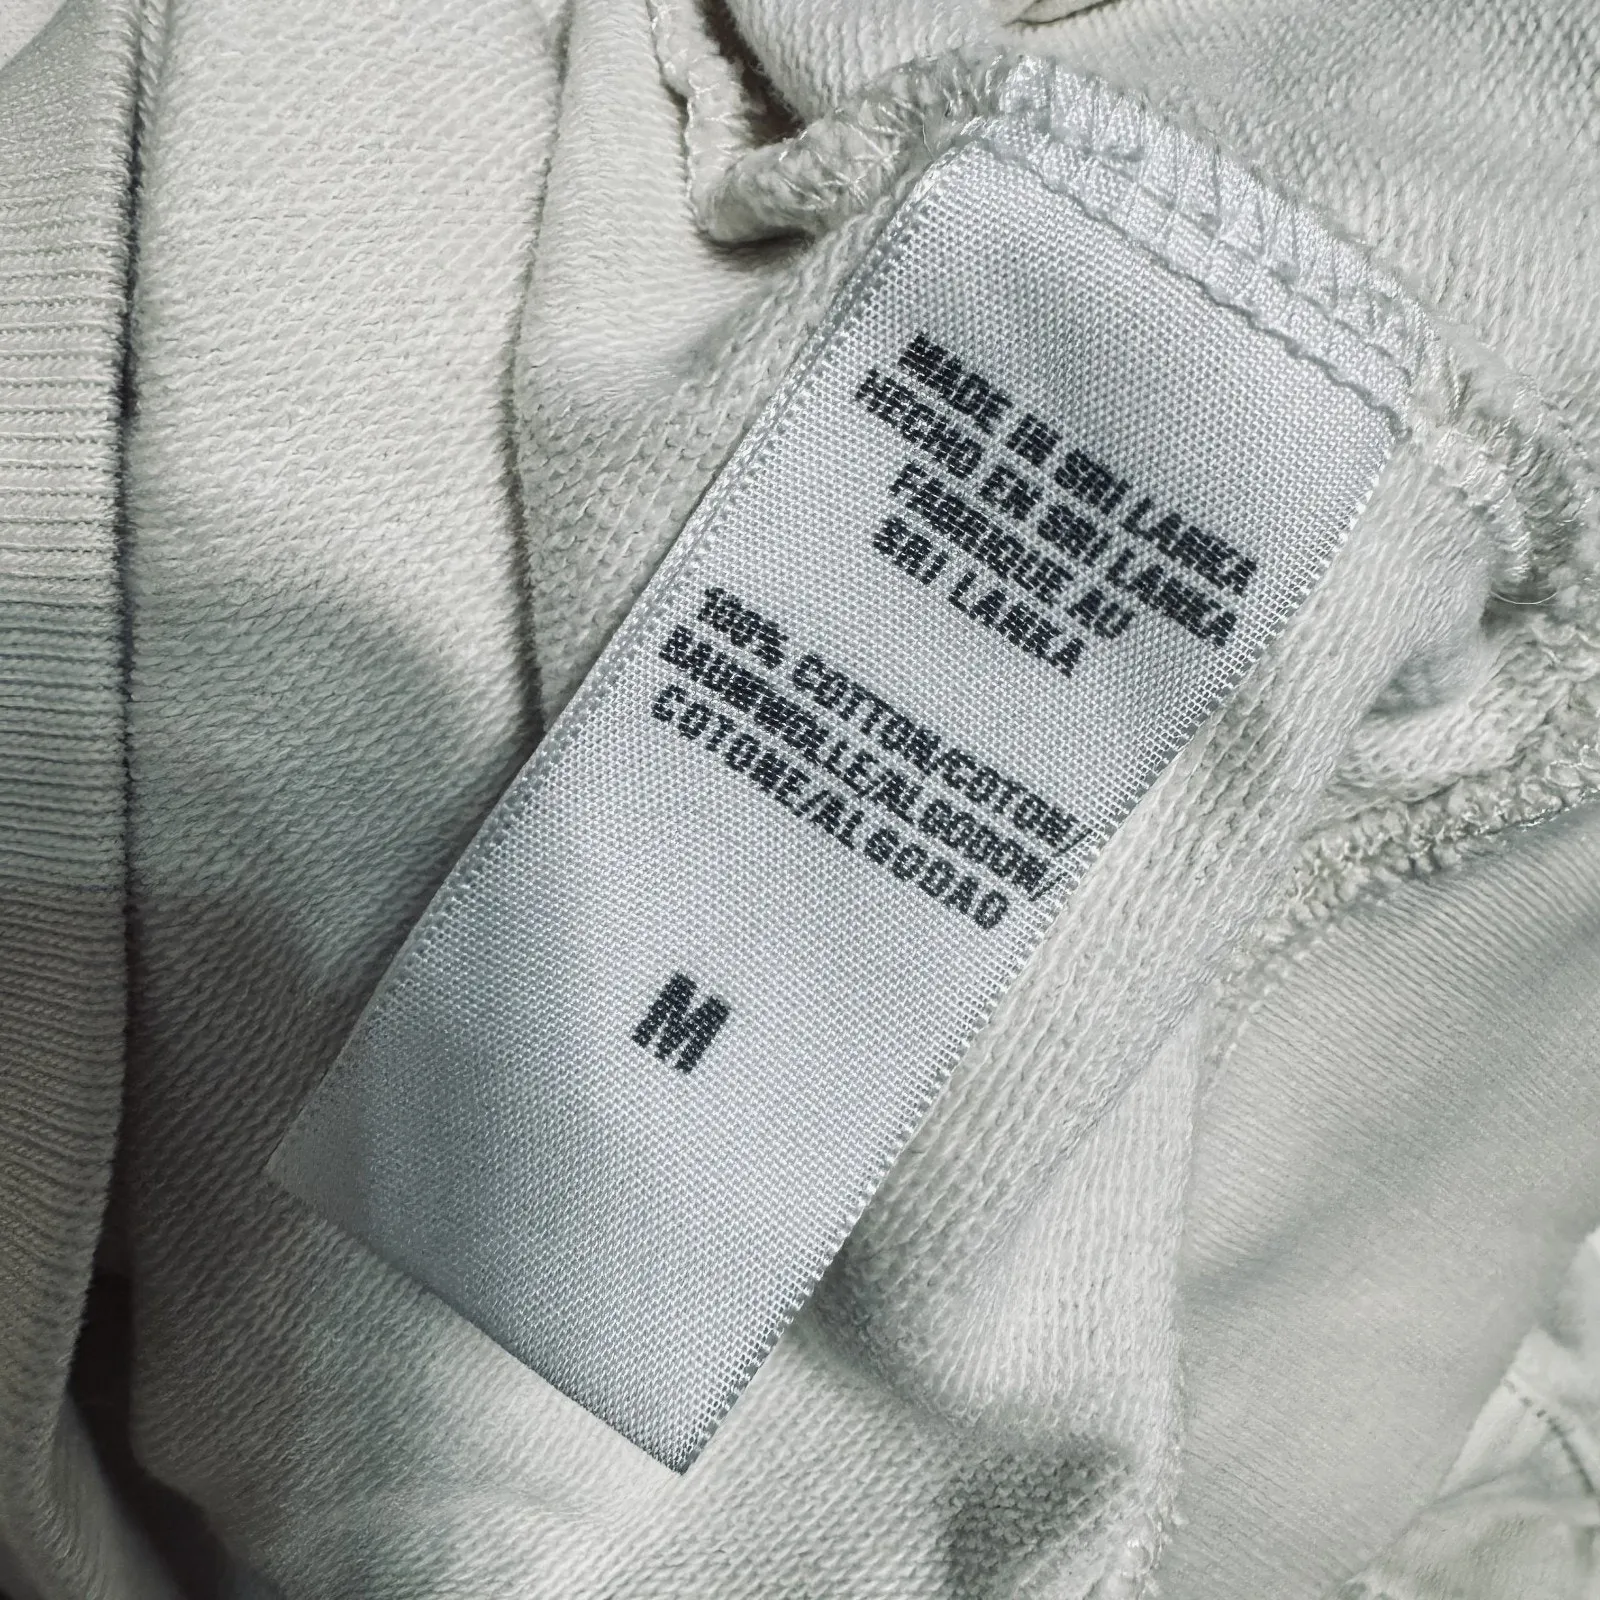 MADE IN SRI LANKA
HECHO EN SRI LANKA
FABRIQUE AU
SRI LANKA
100% COTTON/COTON/
BAUMWOLLE/ALGODON/
COTONE/ALGODAO
M